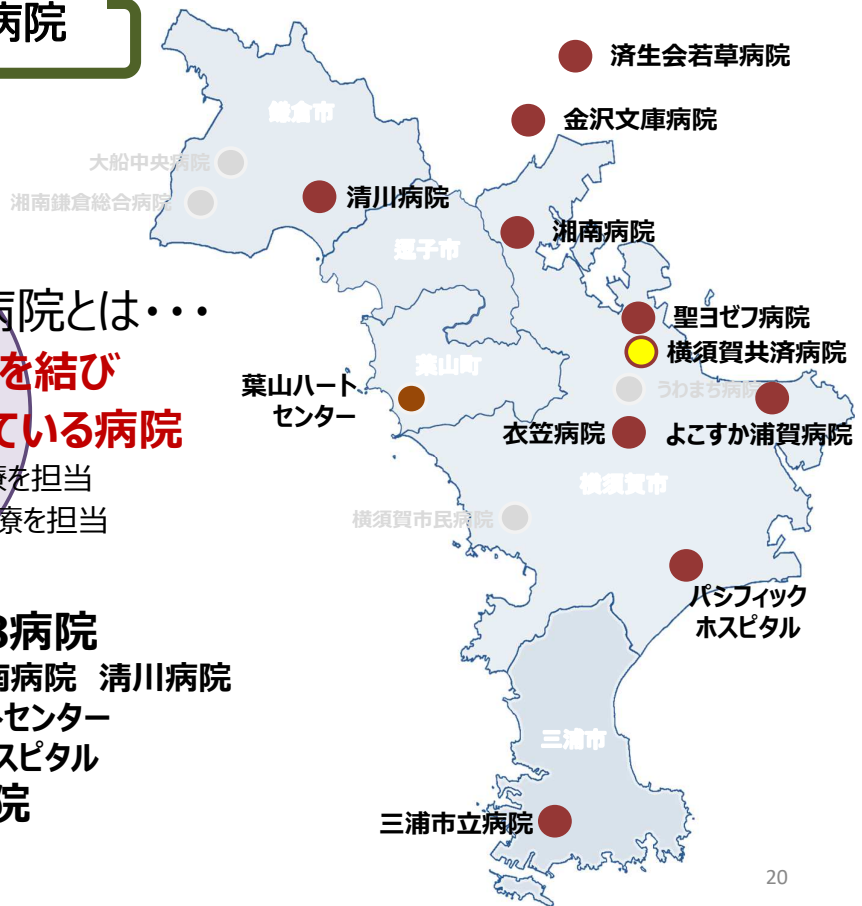 病院
済生会若草病院
金沢文庫病院
鎌倉市
大船中央病院
湘南鎌倉総合病院
清川病院
湘南病院
逗子市
病院とは・・・
を結び
ている病院
療を担当
療を担当
聖ヨゼフ病院
横須賀共済病院
葉山町
うわまち病院
葉山ハート
センター
衣笠病院
よこすか浦賀病院
横須賀市
横須賀市民病院
パシフィック
ホスピタル
3病院
南病院 清川病院
トセンター
スピタル
院
三浦市
三浦市立病院
20